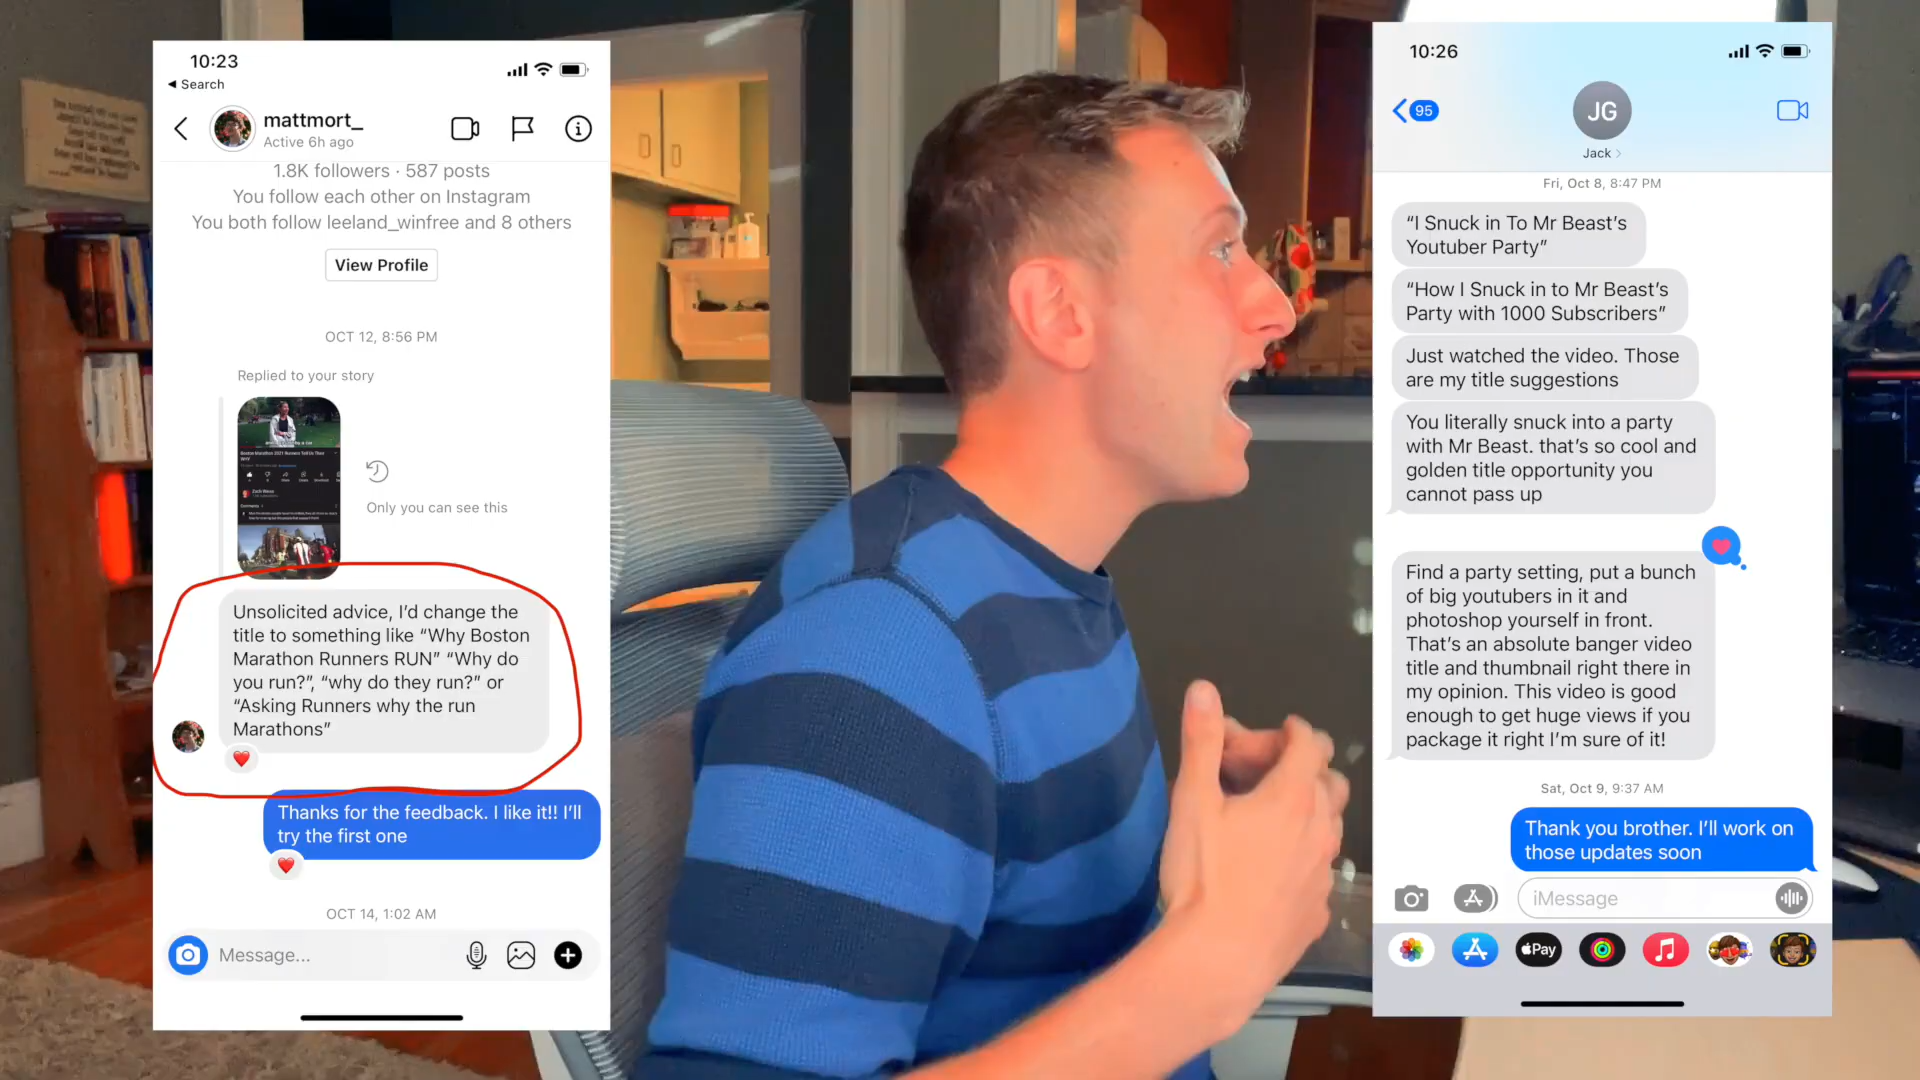 10:23
Search
mattmort_
Active 6h ago
1.8K followers · 587 posts
You follow each other on Instagram
You both follow leeland_winfree and 8 others
View Profile
OCT 12, 8:56 PM
Replied to your story
Boston Marathon 2021 Runners Tell Us Their
WHY
Only you can see this
Unsolicited advice, I’d change the
title to something like “Why Boston
Marathon Runners RUN” “Why do
you run?”, “why do they run?” or
“Asking Runners why the run
Marathons”
Thanks for the feedback. I like it!! I’ll
try the first one
OCT 14, 1:02 AM
Message...
10:26
95
JG
Jack
Fri, Oct 8, 8:47 PM
“I Snuck in To Mr Beast’s
Youtuber Party”
“How I Snuck in to Mr Beast’s
Party with 1000 Subscribers”
Just watched the video. Those
are my title suggestions
You literally snuck into a party
with Mr Beast. that’s so cool and
golden title opportunity you
cannot pass up
Find a party setting, put a bunch
of big youtubers in it and
photoshop yourself in front.
That’s an absolute banger video
title and thumbnail right there in
my opinion. This video is good
enough to get huge views if you
package it right I’m sure of it!
Sat, Oct 9, 9:37 AM
Thank you brother. I’ll work on
those updates soon
iMessage
Pay